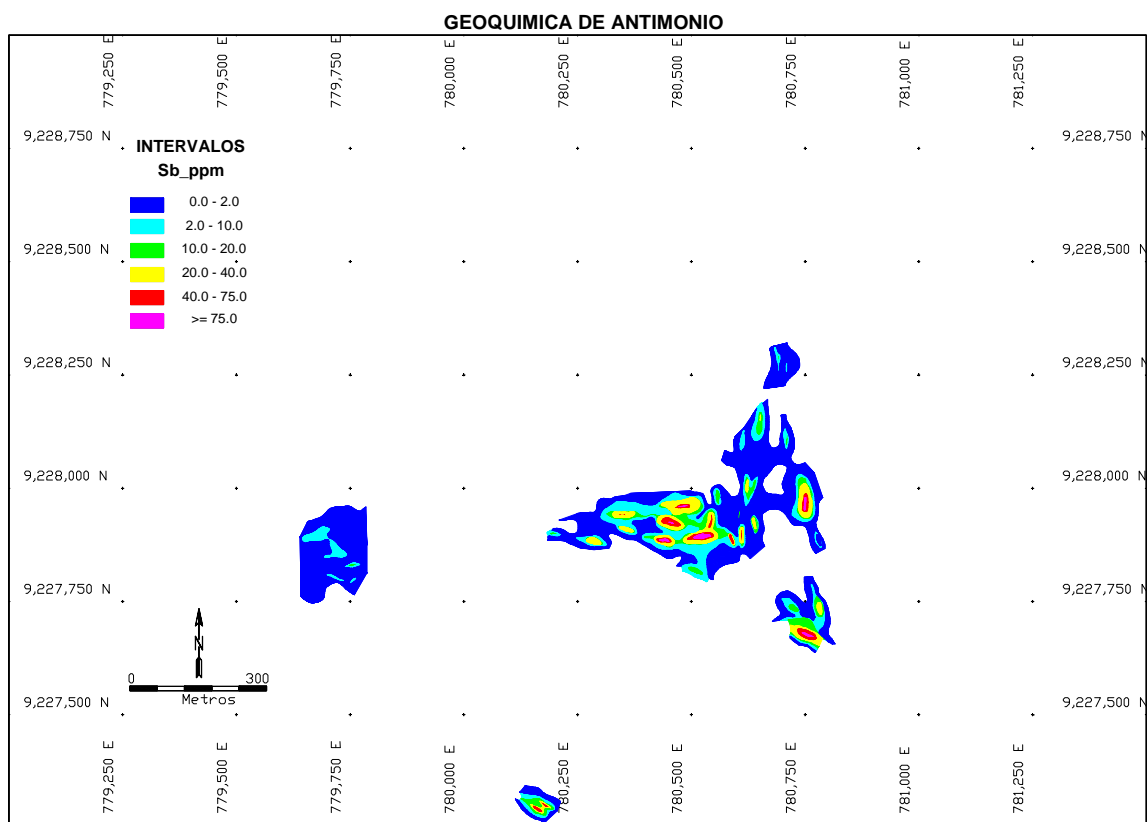 GEOQUIMICA DE ANTIMONIO
779,250 E
779,500 E
779,750 E
780,000 E
780,250 E
780,500 E
780,750 E
781,000 E
781,250 E
9,228,750 N
9,228,750 N
INTERVALOS
Sb_ppm
0.0 - 2.0
2.0 - 10.0
9,228,500 N
9,228,500 N
10.0 - 20.0
20.0 - 40.0
40.0 - 75.0
>= 75.0
9,228,250 N
9,228,250 N
9,228,000 N
9,228,000 N
9,227,750 N
9,227,750 N
N
0 300
Metros
9,227,500 N
9,227,500 N
779,250 E
779,500 E
779,750 E
780,000 E
780,250 E
780,500 E
780,750 E
781,000 E
781,250 E